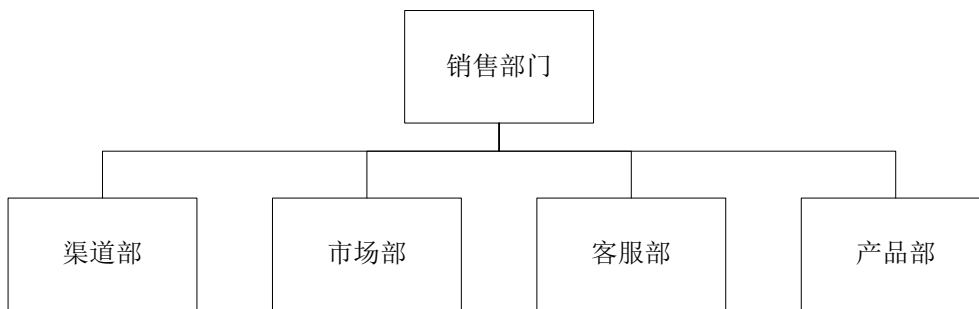 销售部门
渠道部
市场部
客服部
产品部